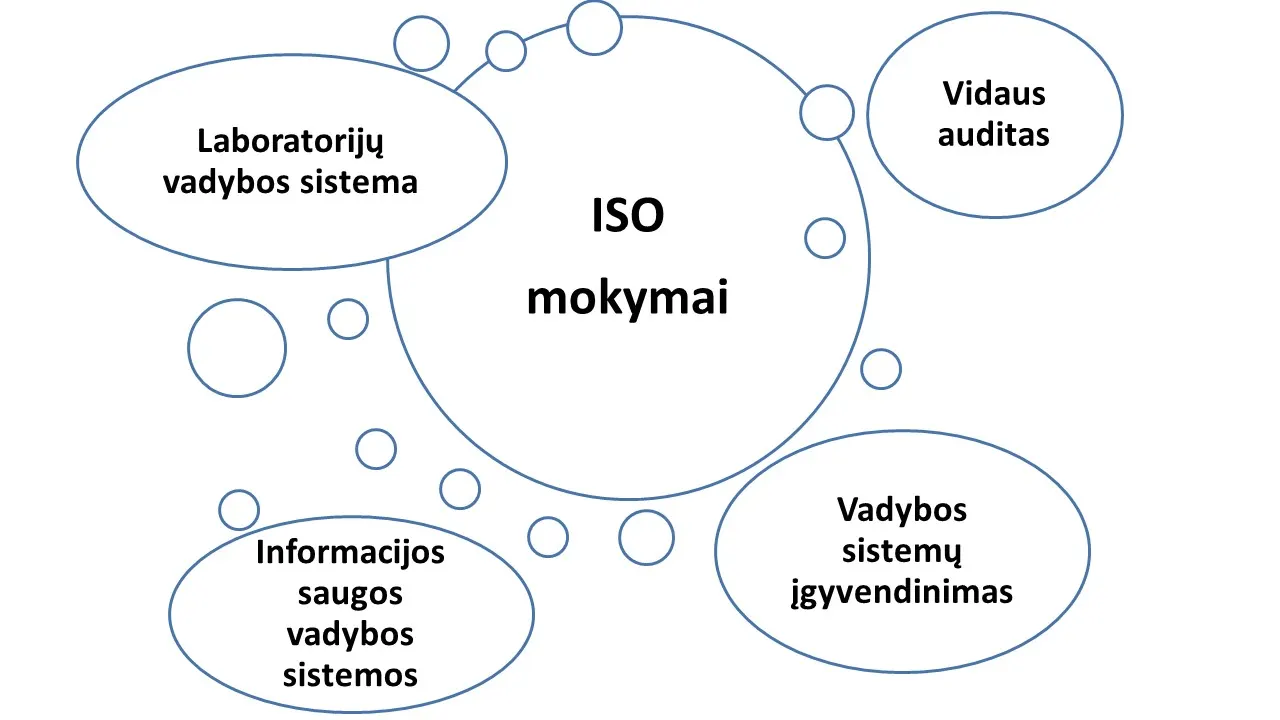 Laboratorijų
vadybos sistema
Vidaus
auditas
ISO
mokymai
Informacijos
saugos
vadybos
sistemos
Vadybos
sistemų
įgyvendinimas